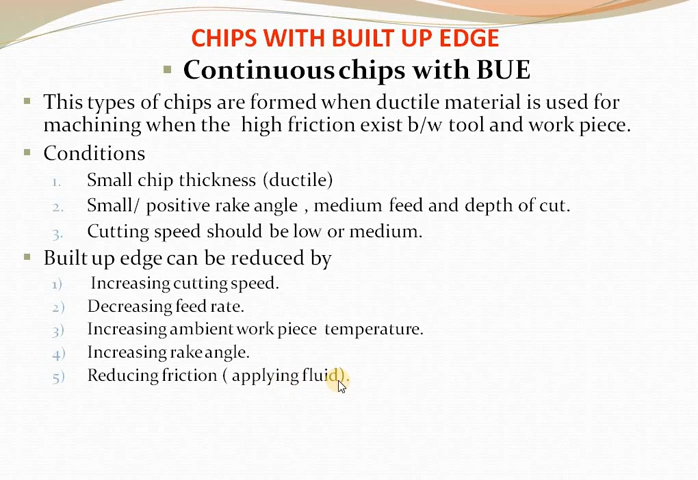 CHIPS WITH BUILT UP EDGE
▪ Continuous chips with BUE
▪ This types of chips are formed when ductile material is used for
machining when the high friction exist b/w tool and work piece.
▪ Conditions
1. Small chip thickness (ductile)
2. Small/ positive rake angle , medium feed and depth of cut.
3. Cutting speed should be low or medium.
▪ Built up edge can be reduced by
1) Increasing cutting speed.
2) Decreasing feed rate.
3) Increasing ambient work piece temperature.
4) Increasing rake angle.
5) Reducing friction ( applying fluid).